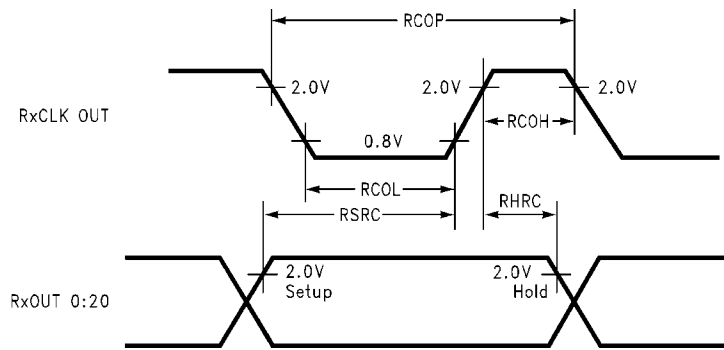 RCOP
2.0V
2.0V
2.0V
RxCLK OUT
RCOH
0.8V
RCOL
RHRC
RSRC
2.0V
2.0V
RxOUT 0:20
Setup
Hold